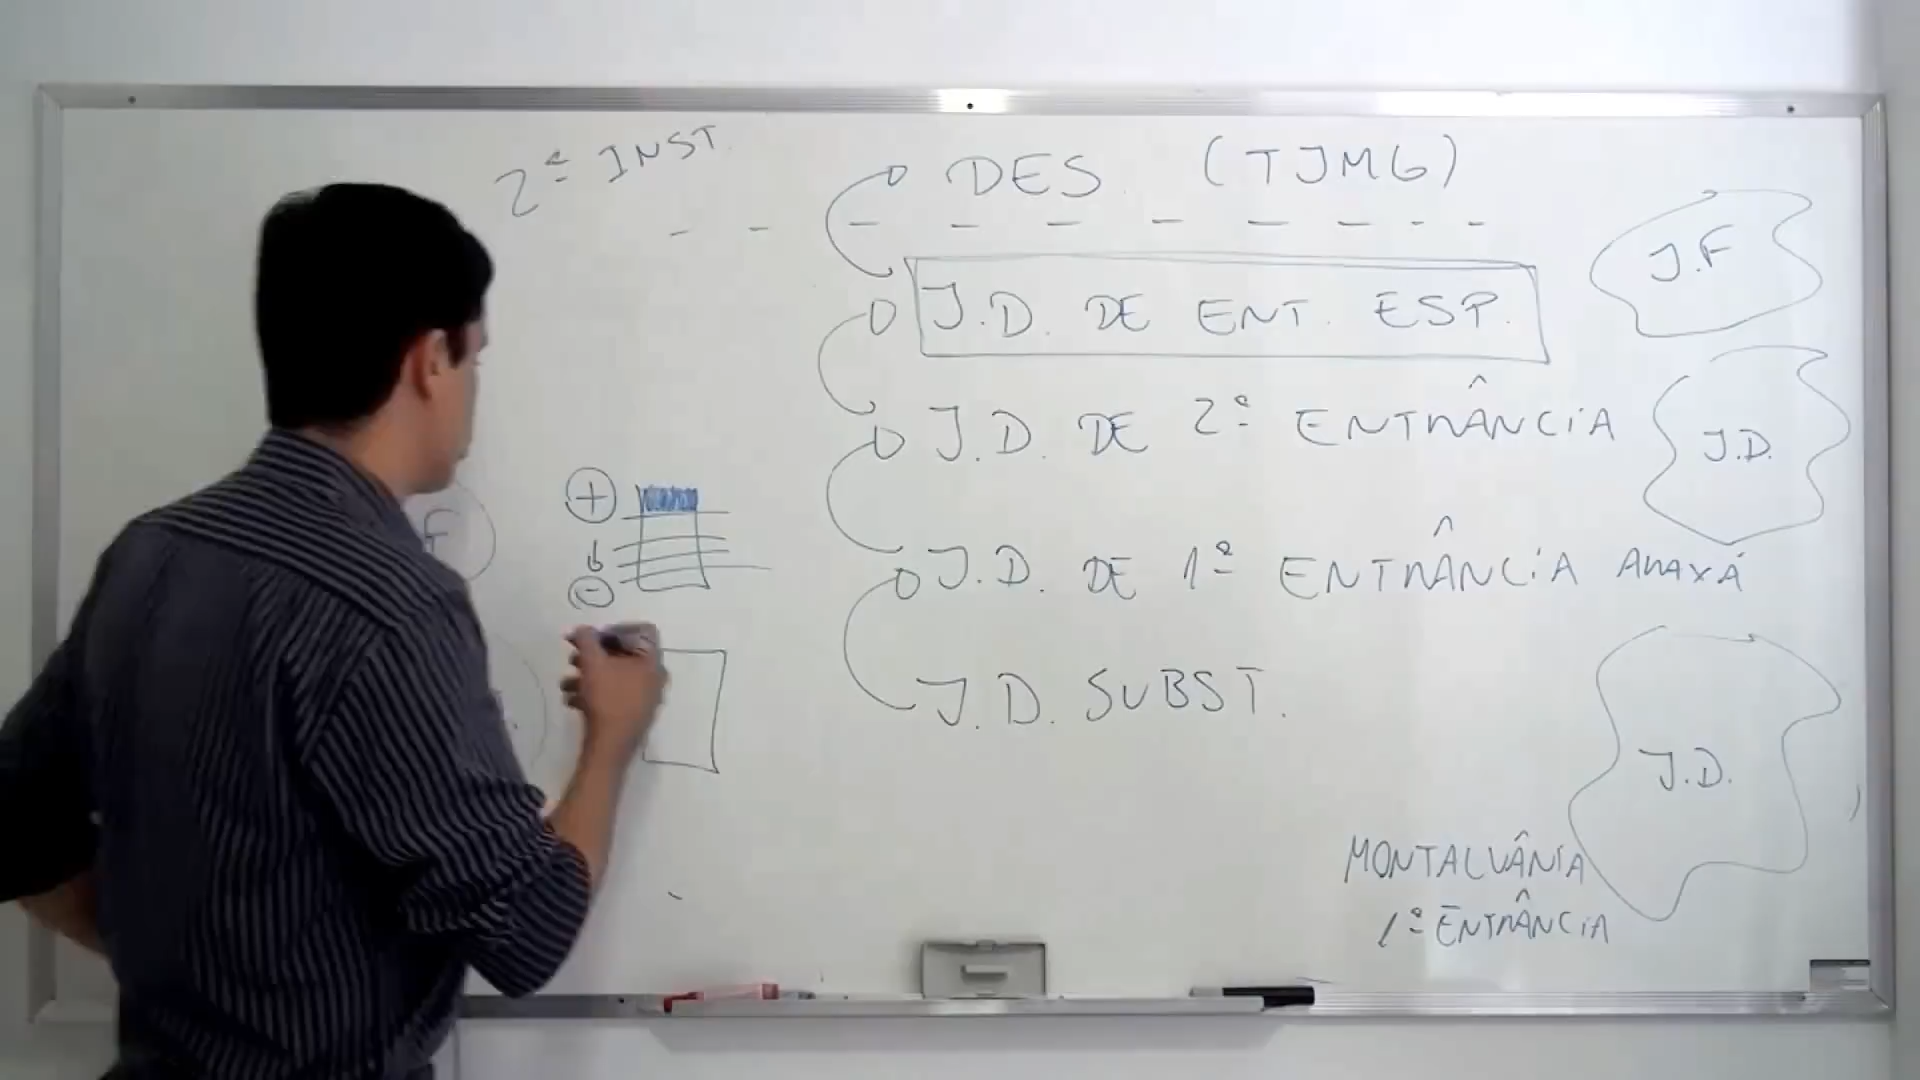 2ª INST.
DES. (TJMG)
J.F
J.D. DE ENT. ESP.
J.D. DE 2ª ENTRÂNCIA
J.D.
+
F
J.D. DE 1ª ENTRÂNCIA ARAXÁ
-
J.D. SUBST.
J.D.
MONTALVÂNIA
1ª ENTRÂNCIA